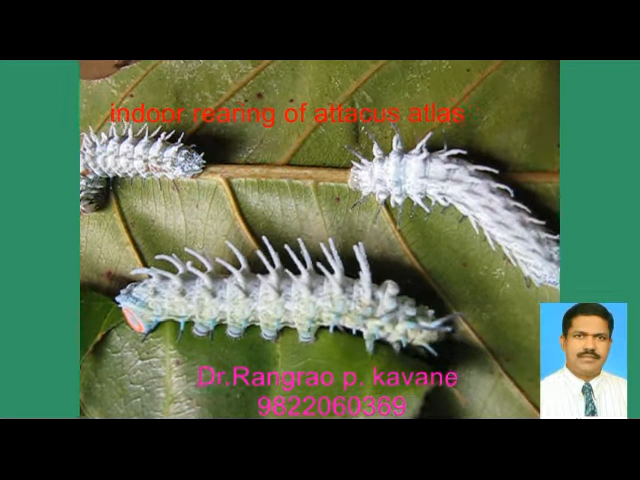 indoor rearing of attacus atlas
Dr.Rangrao p. kavane
9822060369